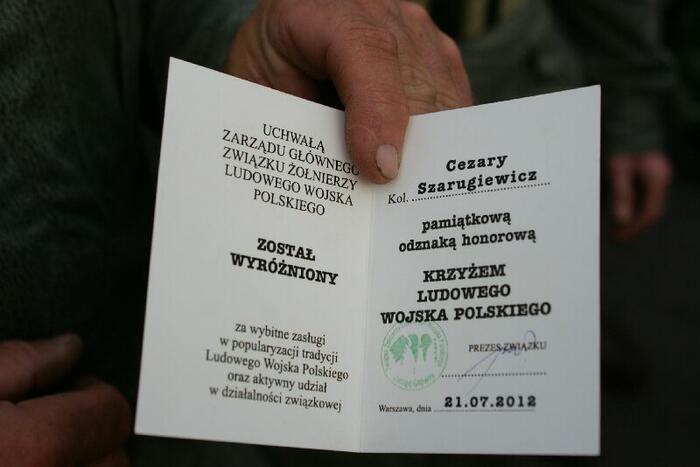 UCHWAŁĄ
ZARZĄDU GŁÓWNEGO
ZWIĄZKU ŻOŁNIERZY
LUDOWEGO WOJSKA
POLSKIEGO
ZOSTAŁ
WYRÓŻNIONY
za wybitne zasługi
w popularyzacji tradycji
Ludowego Wojska Polskiego
oraz aktywny udział
w działalności związkowej
Cezary
Kol. Szarugiewicz
pamiątkową
odznaką honorową
KRZYŻEM
LUDOWEGO
WOJSKA POLSKIEGO
PREZES ZWIĄZKU
Warszawa, dnia 21.07.2012